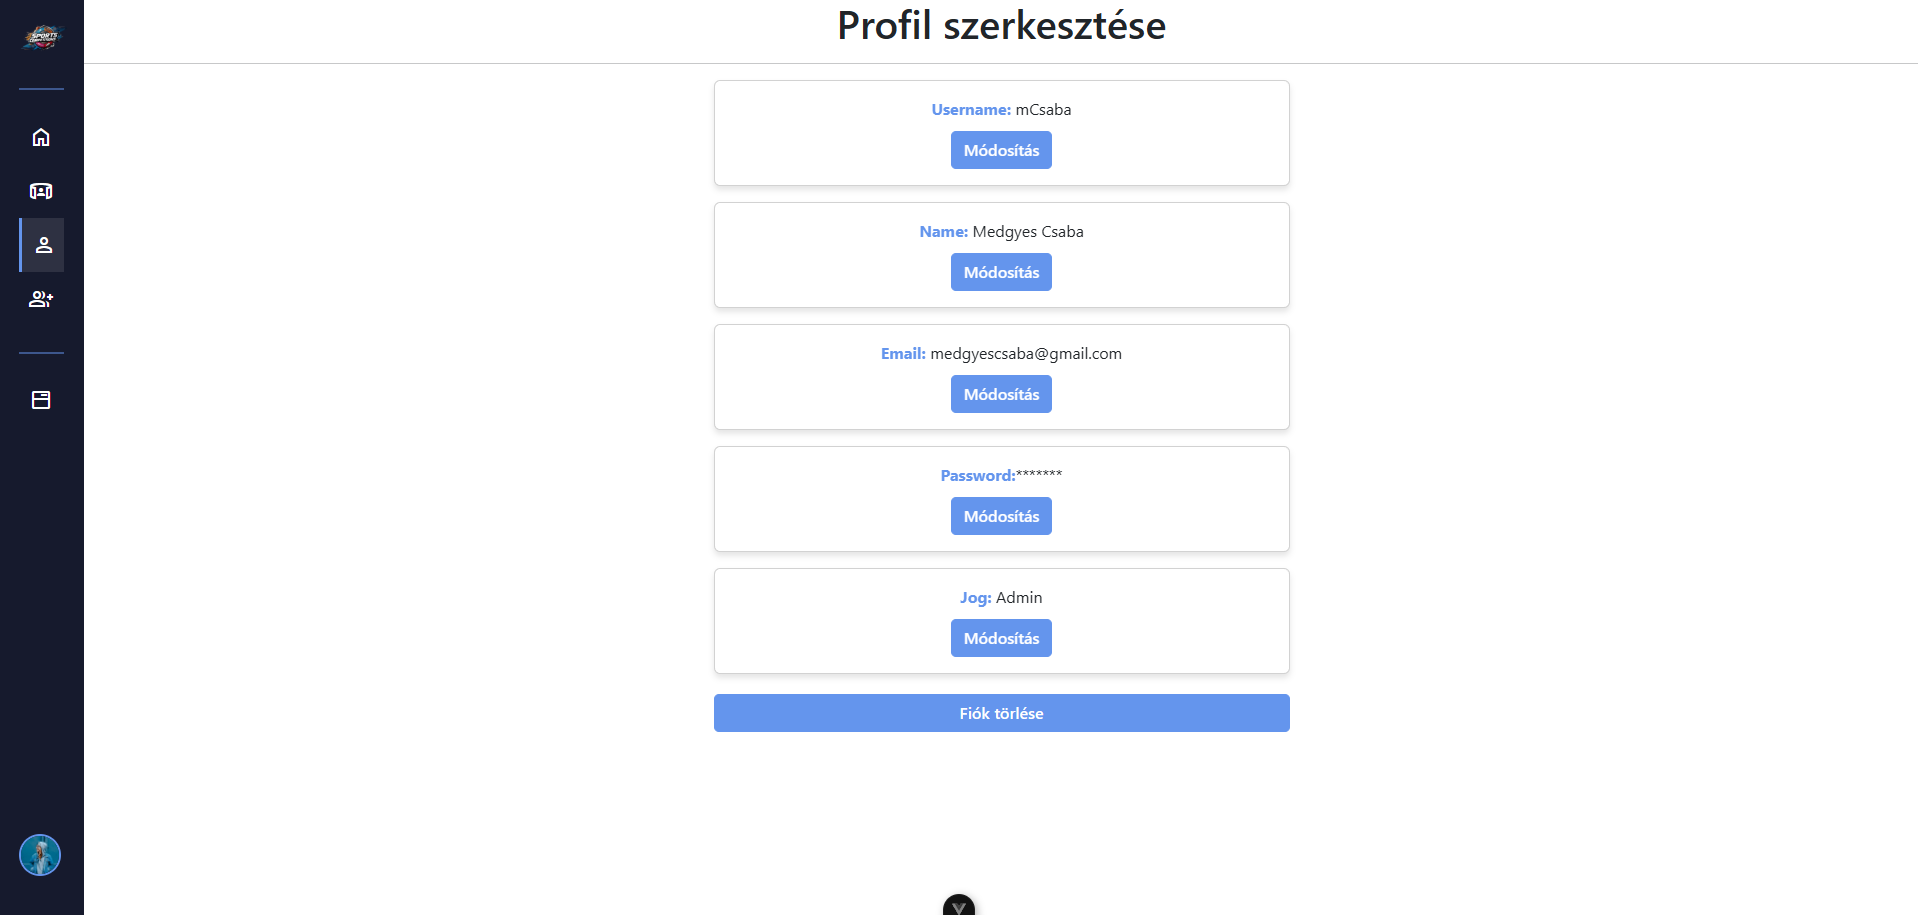 SPORTS
Profil szerkesztése
Username: mCsaba
Módosítás
Name: Medgyes Csaba
Módosítás
Email: medgyescsaba@gmail.com
Módosítás
Password:*******
Módosítás
Jog: Admin
Módosítás
Fiók törlése